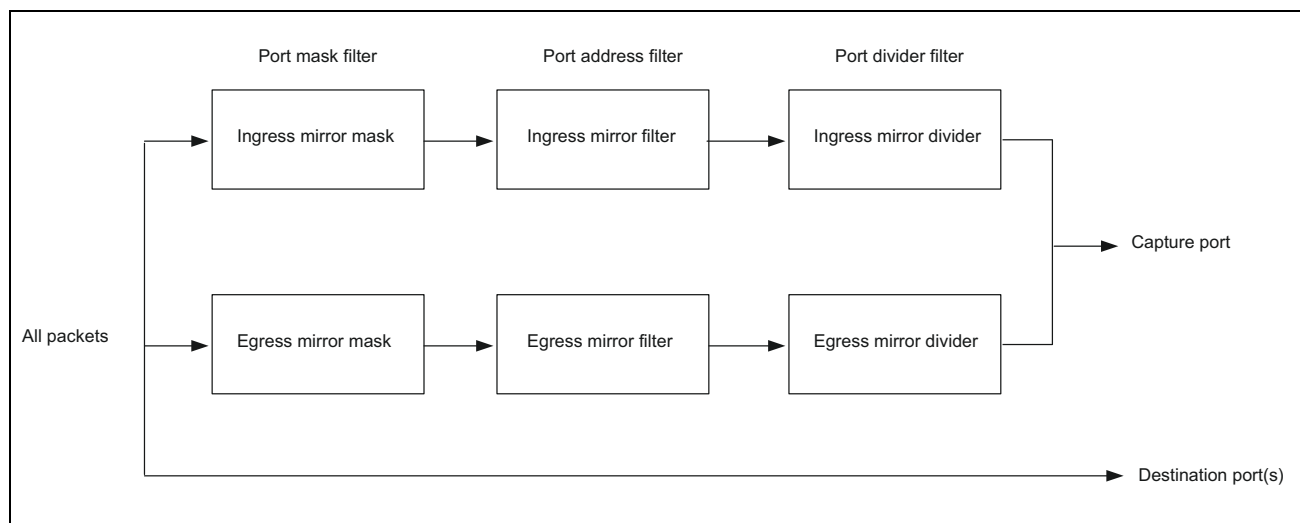 Port mask filter
Port address filter
Port divider filter
Ingress mirror mask
Ingress mirror filter
Ingress mirror divider
Capture port
All packets
Egress mirror mask
Egress mirror filter
Egress mirror divider
Destination port(s)